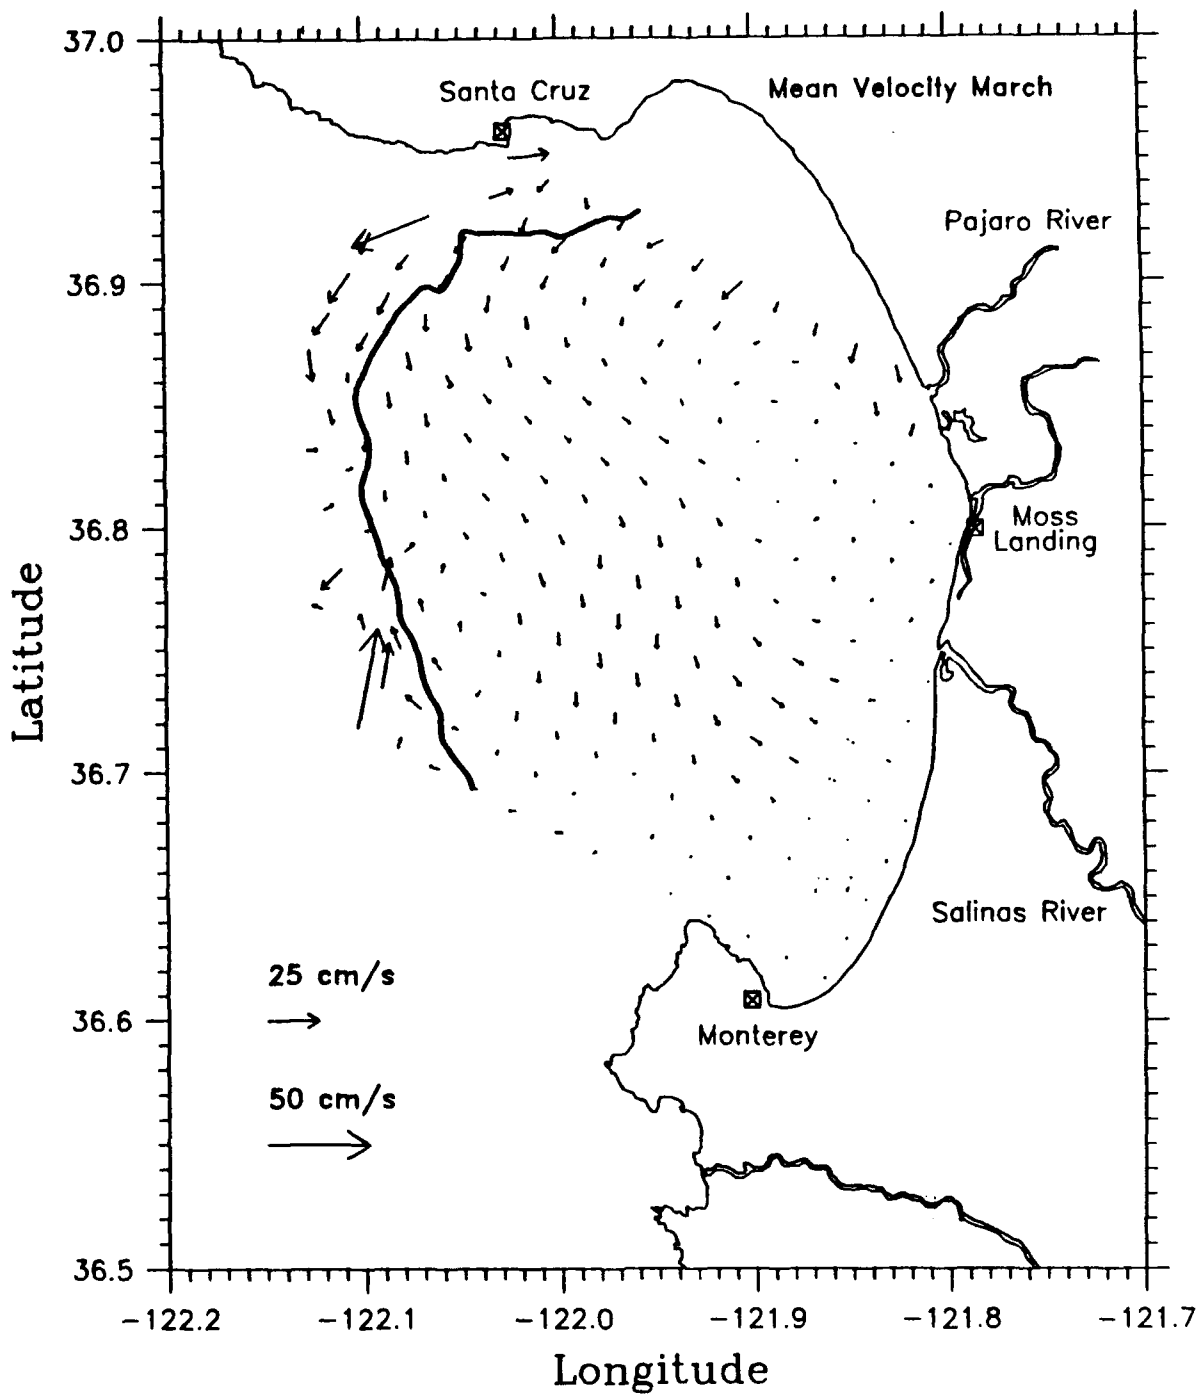 37.0
Santa Cruz
Mean Velocity March
Pajaro River
36.9
Moss
Landing
36.8
Latitude
36.7
Salinas River
25 cm/s
36.6
Monterey
50 cm/s
36.5
-122.2 -122.1 -122.0 -121.9 -121.8 -121.7
Longitude